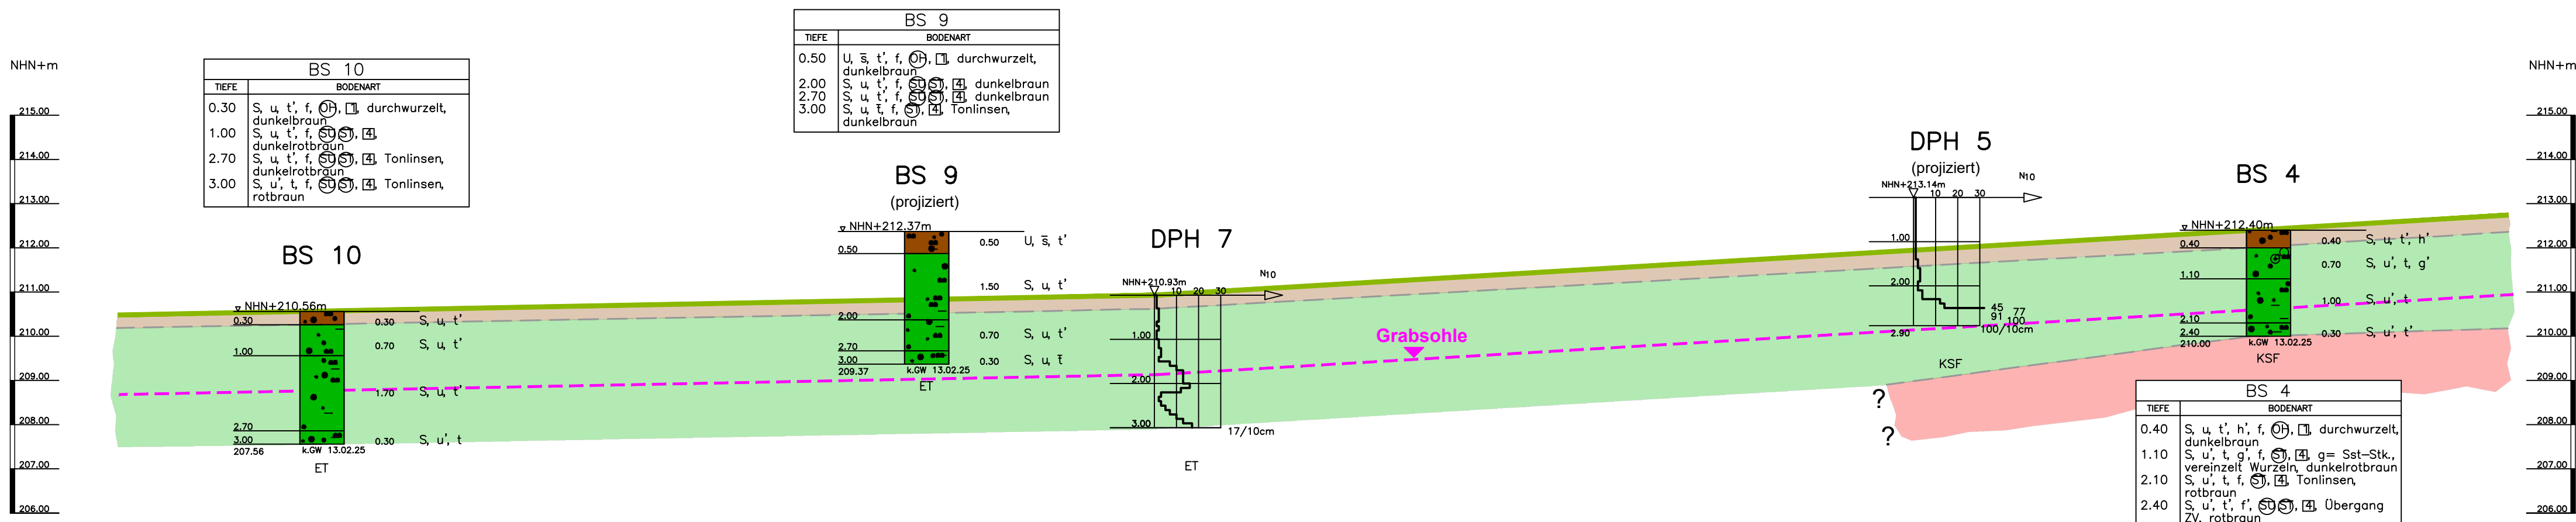 BS 9
TIEFE BODENART
0.50 U, s̅, t', f, OH, 1, durchwurzelt,
dunkelbraun
2.00 S, u, t', f, SU̅ ST̅, 4, dunkelbraun
2.70 S, u, t', f, SU̅ ST̅, 4, dunkelbraun
3.00 S, u, t̅, f, ST̅, 4, Tonlinsen,
dunkelbraun
BS 10
TIEFE BODENART
0.30 S, u, t', f, OH, 1, durchwurzelt,
dunkelbraun
1.00 S, u, t', f, SU̅ ST̅, 4,
dunkelrotbraun
2.70 S, u, t', f, SU̅ ST̅, 4, Tonlinsen,
dunkelrotbraun
3.00 S, u', t, f, SU̅ ST̅, 4, Tonlinsen,
rotbraun
NHN+m
215.00
214.00
213.00
212.00
211.00
210.00
209.00
208.00
207.00
206.00
BS 10
NHN+210.56m
0.30
1.00
2.70
3.00
207.56
0.30 S, u, t'
0.70 S, u, t'
1.70 S, u, t'
0.30 S, u', t
k.GW 13.02.25
ET
BS 9
(projiziert)
NHN+212.37m
0.50
2.00
2.70
3.00
209.37
0.50 U, s̅, t'
1.50 S, u, t'
0.70 S, u, t'
0.30 S, u, t̅
k.GW 13.02.25
ET
DPH 7
NHN+210.93m
10 20 30
N10
1.00
2.00
3.00
17/10cm
ET
Grabsohle
DPH 5
(projiziert)
NHN+213.14m
10 20 30
N10
1.00
2.00
2.90
45
77
91
100
100/10cm
KSF
?
?
BS 4
NHN+212.40m
0.40
1.10
2.10
2.40
210.00
0.40 S, u, t', h'
0.70 S, u', t, g'
1.00 S, u', t
0.30 S, u', t'
k.GW 13.02.25
KSF
BS 4
TIEFE BODENART
0.40 S, u, t', h', f, OH, 1, durchwurzelt,
dunkelbraun
1.10 S, u', t, g', f, ST̅, 4, g= Sst-Stk.,
vereinzelt Wurzeln, dunkelrotbraun
2.10 S, u', t, f, ST̅, 4, Tonlinsen,
rotbraun
2.40 S, u', t', f', SU̅ ST̅, 4, Übergang
ZV, rotbraun
NHN+m
215.00
214.00
213.00
212.00
211.00
210.00
209.00
208.00
207.00
206.00